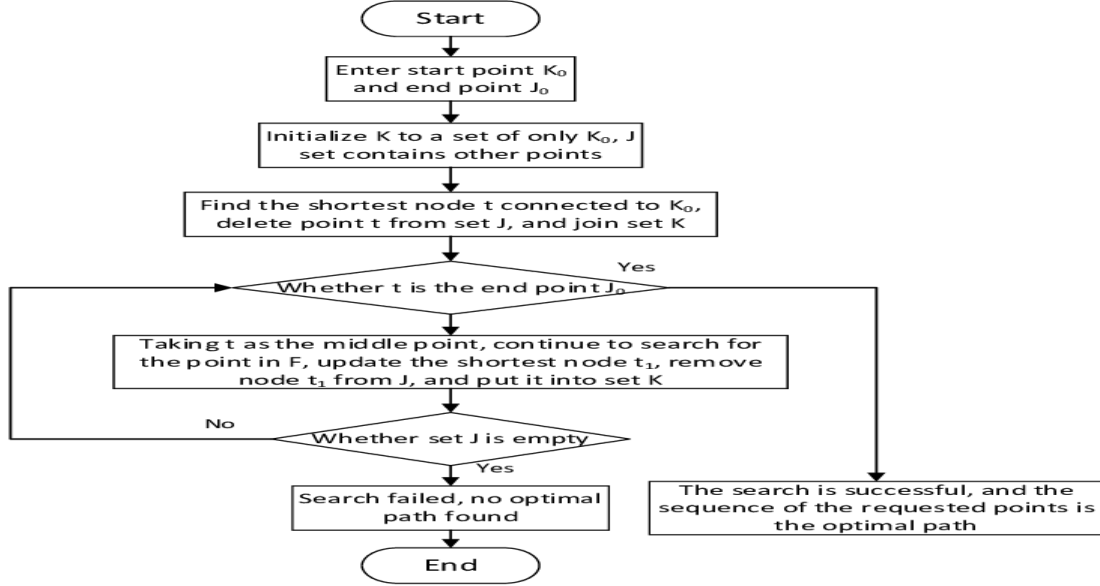 Start
Enter start point K₀
and end point J₀
Initialize K to a set of only K₀, J
set contains other points
Find the shortest node t connected to K₀,
delete point t from set J, and join set K
Yes
Whether t is the end point J₀
Taking t as the middle point, continue to search for
the point in F, update the shortest node t₁, remove
node t₁ from J, and put it into set K
No
Whether set J is empty
Yes
Search failed, no optimal
path found
The search is successful, and the
sequence of the requested points is
the optimal path
End